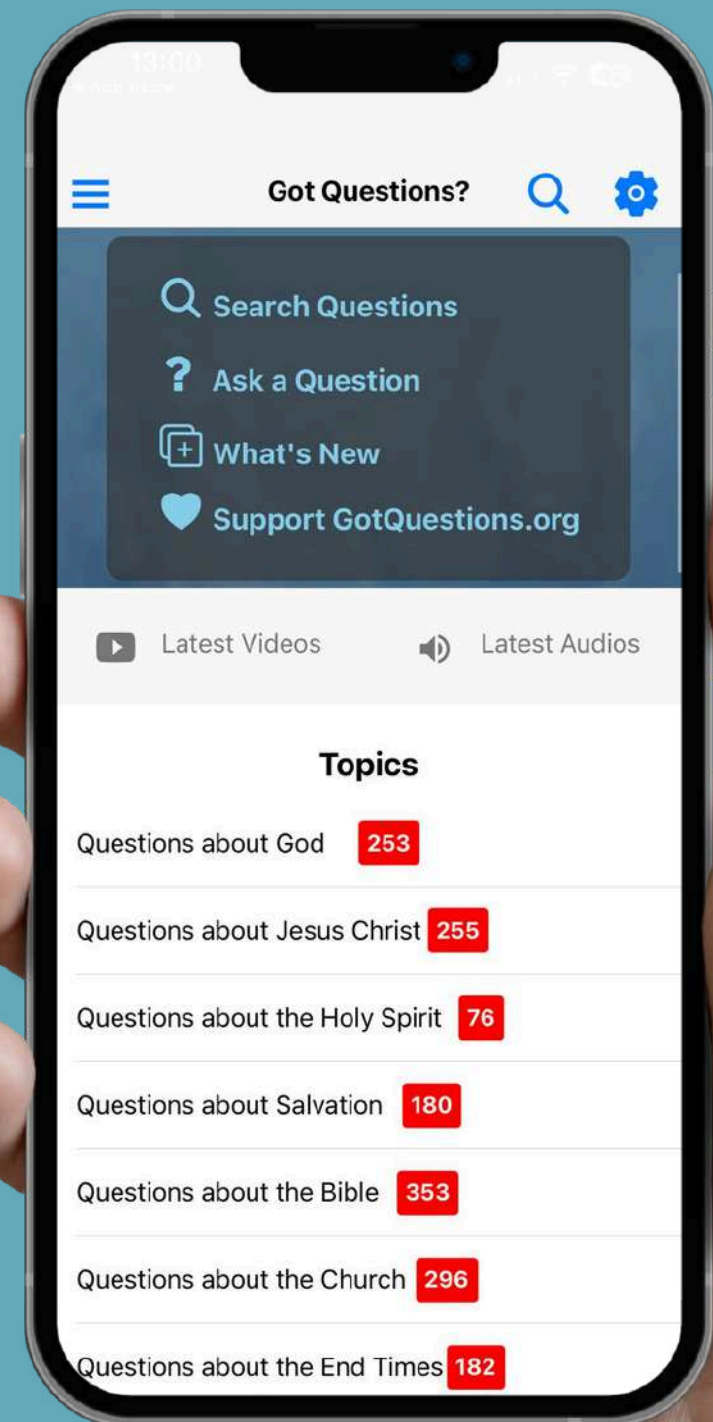 13:00
Got Questions?
Search Questions
? Ask a Question
What's New
Support GotQuestions.org
Latest Videos
Latest Audios
Topics
Questions about God 253
Questions about Jesus Christ 255
Questions about the Holy Spirit 76
Questions about Salvation 180
Questions about the Bible 353
Questions about the Church 296
Questions about the End Times 182